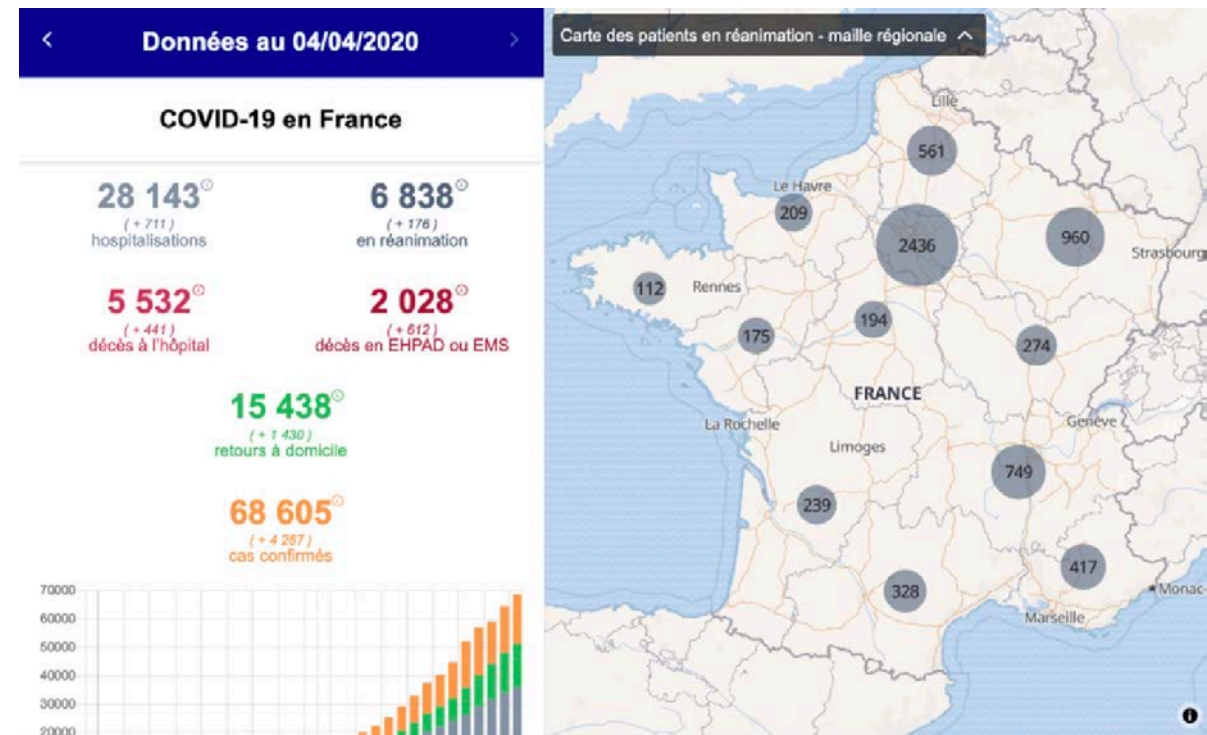 Données au 04/04/2020
COVID-19 en France
28 143
( + 711 )
hospitalisations
6 838
( + 176 )
en réanimation
5 532
( + 441 )
décès à l'hôpital
2 028
( + 612 )
décès en EHPAD ou EMS
15 438
( + 1 430 )
retours à domicile
68 605
( + 4 267 )
cas confirmés
70000
60000
50000
40000
30000
20000
Carte des patients en réanimation - maille régionale
Lille
561
Le Havre
209
2436
960
Strasbourg
112
Rennes
175
194
274
FRANCE
La Rochelle
Genève
Limoges
749
239
417
328
Monac
Marseille